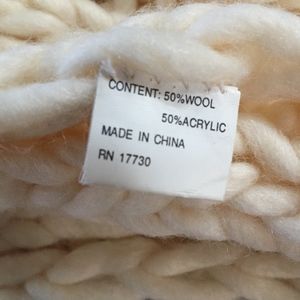 CONTENT: 50%WOOL
50%ACRYLIC
MADE IN CHINA
RN 17730